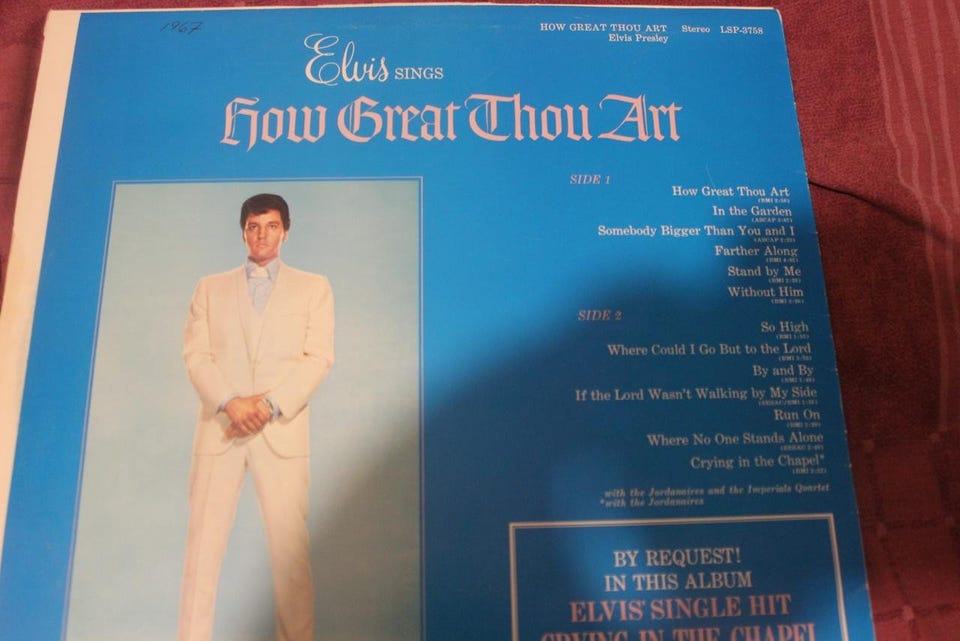 1967
HOW GREAT THOU ART Stereo LSP-3758
Elvis Presley
Elvis SINGS
How Great Thou Art
SIDE 1
How Great Thou Art
In the Garden
Somebody Bigger Than You and I
Farther Along
Stand by Me
Without Him
SIDE 2
So High
Where Could I Go But to the Lord
By and By
If the Lord Wasn't Walking by My Side
Run On
Where No One Stands Alone
Crying in the Chapel*
with the Jordanaires and the Imperials Quartet
*with the Jordanaires
BY REQUEST!
IN THIS ALBUM
ELVIS' SINGLE HIT
CRYING IN THE CHAPEL